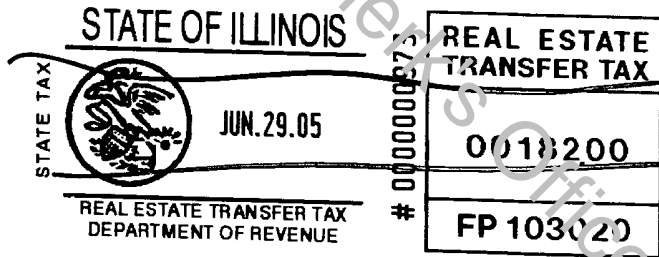 STATE OF ILLINOIS
STATE TAX
JUN.29.05
REAL ESTATE TRANSFER TAX
DEPARTMENT OF REVENUE
REAL ESTATE
TRANSFER TAX
0018200
FP 103020